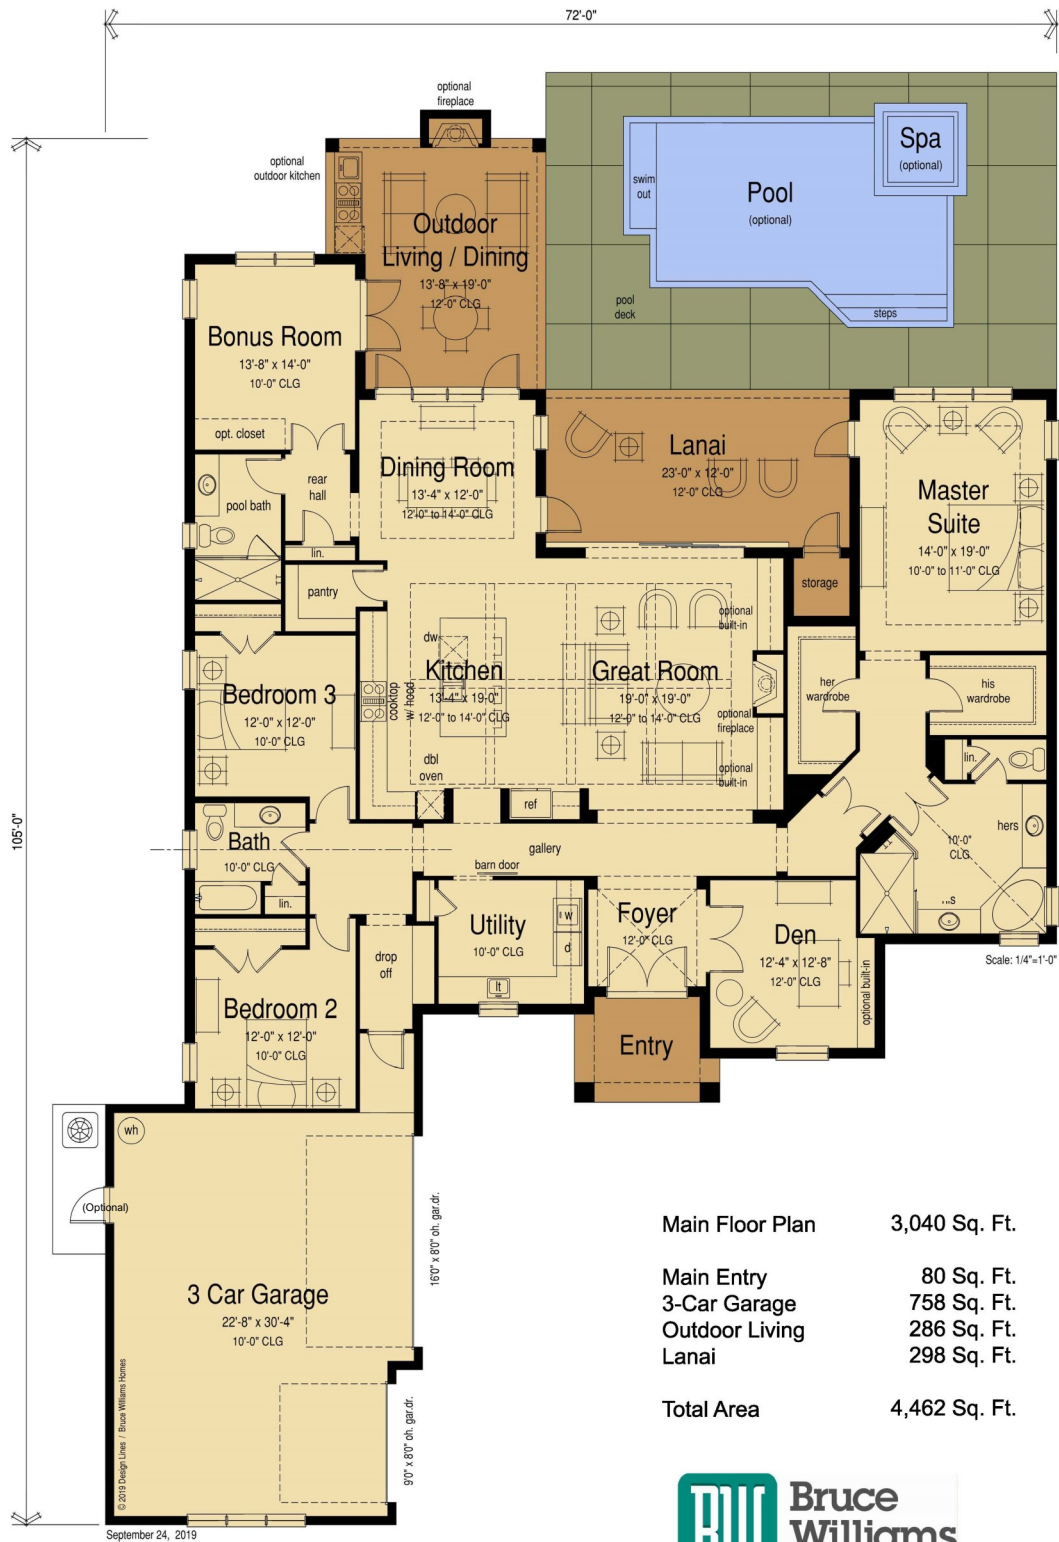 72'-0"
optional
fireplace
optional
outdoor kitchen
Outdoor
Living / Dining
13'-8" x 19'-0"
12'-0" CLG
swim
out
Pool
(optional)
Spa
(optional)
pool
deck
steps
Bonus Room
13'-8" x 14'-0"
10'-0" CLG
opt. closet
Dining Room
13'-4" x 12'-0"
12'-0" to 14'-0" CLG
Lanai
23'-0" x 12'-0"
12'-0" CLG
Master
Suite
14'-0" x 19'-0"
10'-0" to 11'-0" CLG
rear
hall
pool bath
lin.
pantry
storage
optional
built-in
dw
Kitchen
13'-4" x 19'-0"
12'-0" to 14'-0" CLG
cooktop
w/ hood
Great Room
19'-0" x 19'-0"
12'-0" to 14'-0" CLG
optional
fireplace
her
wardrobe
his
wardrobe
Bedroom 3
12'-0" x 12'-0"
10'-0" CLG
dbl
oven
ref
optional
built-in
lin.
105'-0"
Bath
10'-0" CLG
lin.
gallery
barn door
hers
10'-0"
CLG
Utility
10'-0" CLG
w
d
lt
Foyer
12'-0" CLG
Den
12'-4" x 12'-8"
12'-0" CLG
optional built-in
Scale: 1/4"=1'-0"
drop
off
Bedroom 2
12'-0" x 12'-0"
10'-0" CLG
Entry
wh
(Optional)
16'0" x 8'0" oh. gar.dr.
3 Car Garage
22'-8" x 30'-4"
10'-0" CLG
9'0" x 8'0" oh. gar.dr.
© 2019 Design Lines / Bruce Williams Homes
September 24, 2019
Main Floor Plan 3,040 Sq. Ft.
Main Entry 80 Sq. Ft.
3-Car Garage 758 Sq. Ft.
Outdoor Living 286 Sq. Ft.
Lanai 298 Sq. Ft.
Total Area 4,462 Sq. Ft.
BW
Bruce
Williams